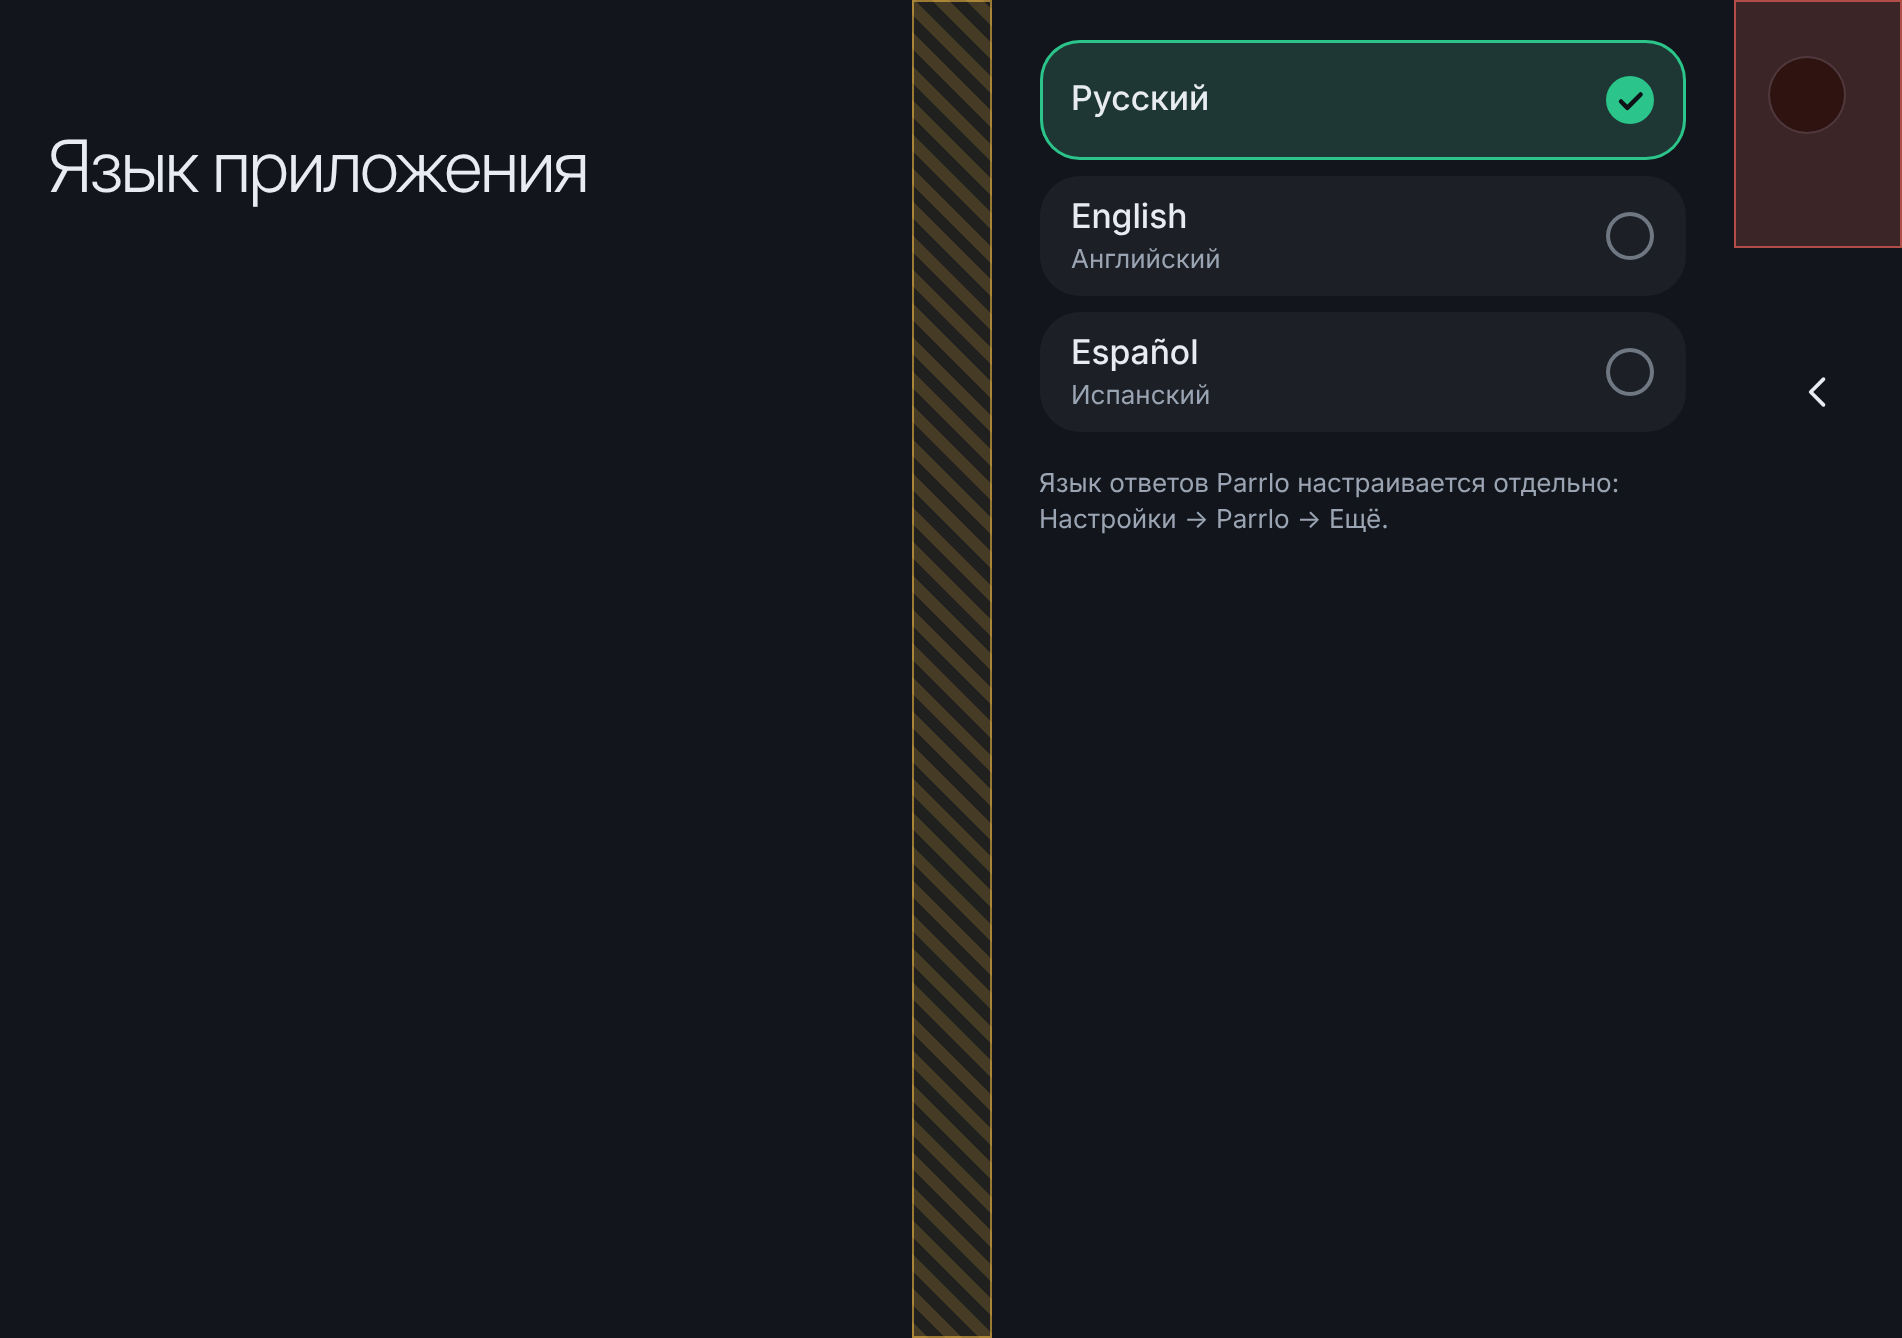 Язык приложения
Русский
English
Английский
Español
Испанский
Язык ответов Parrlo настраивается отдельно:
Настройки → Parrlo → Ещё.